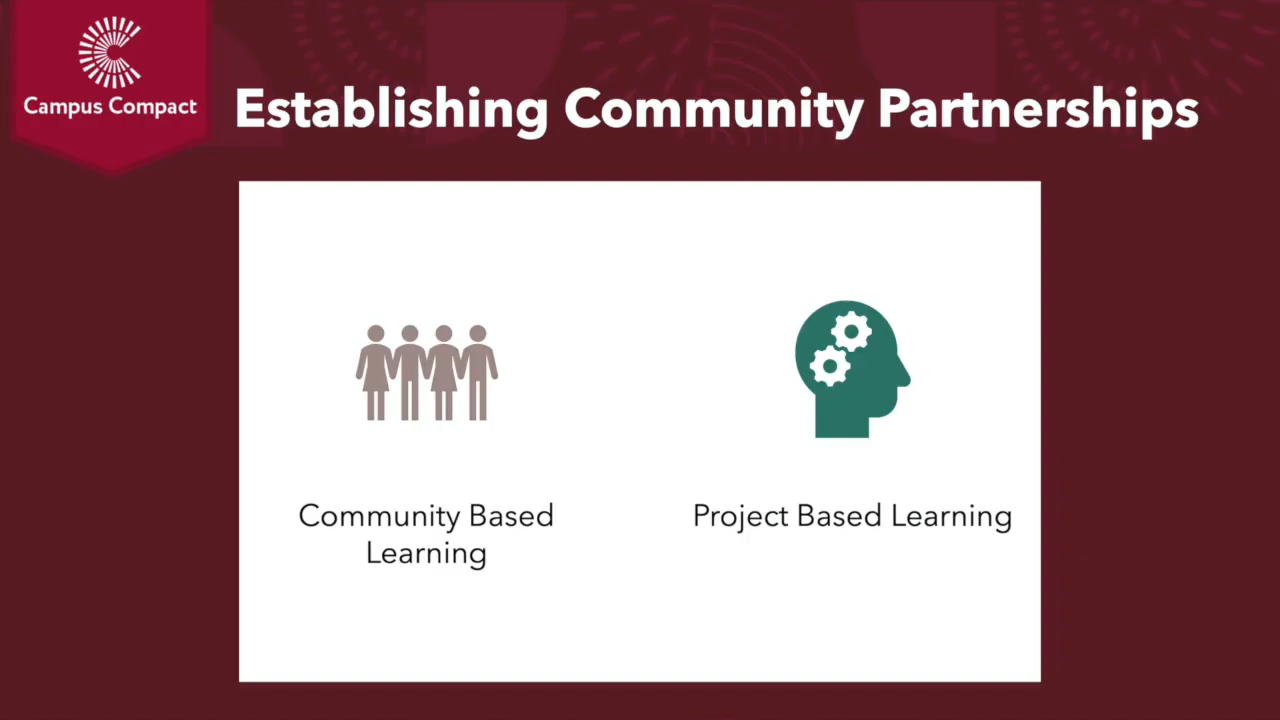 Campus Compact
Establishing Community Partnerships
Community Based
Learning
Project Based Learning